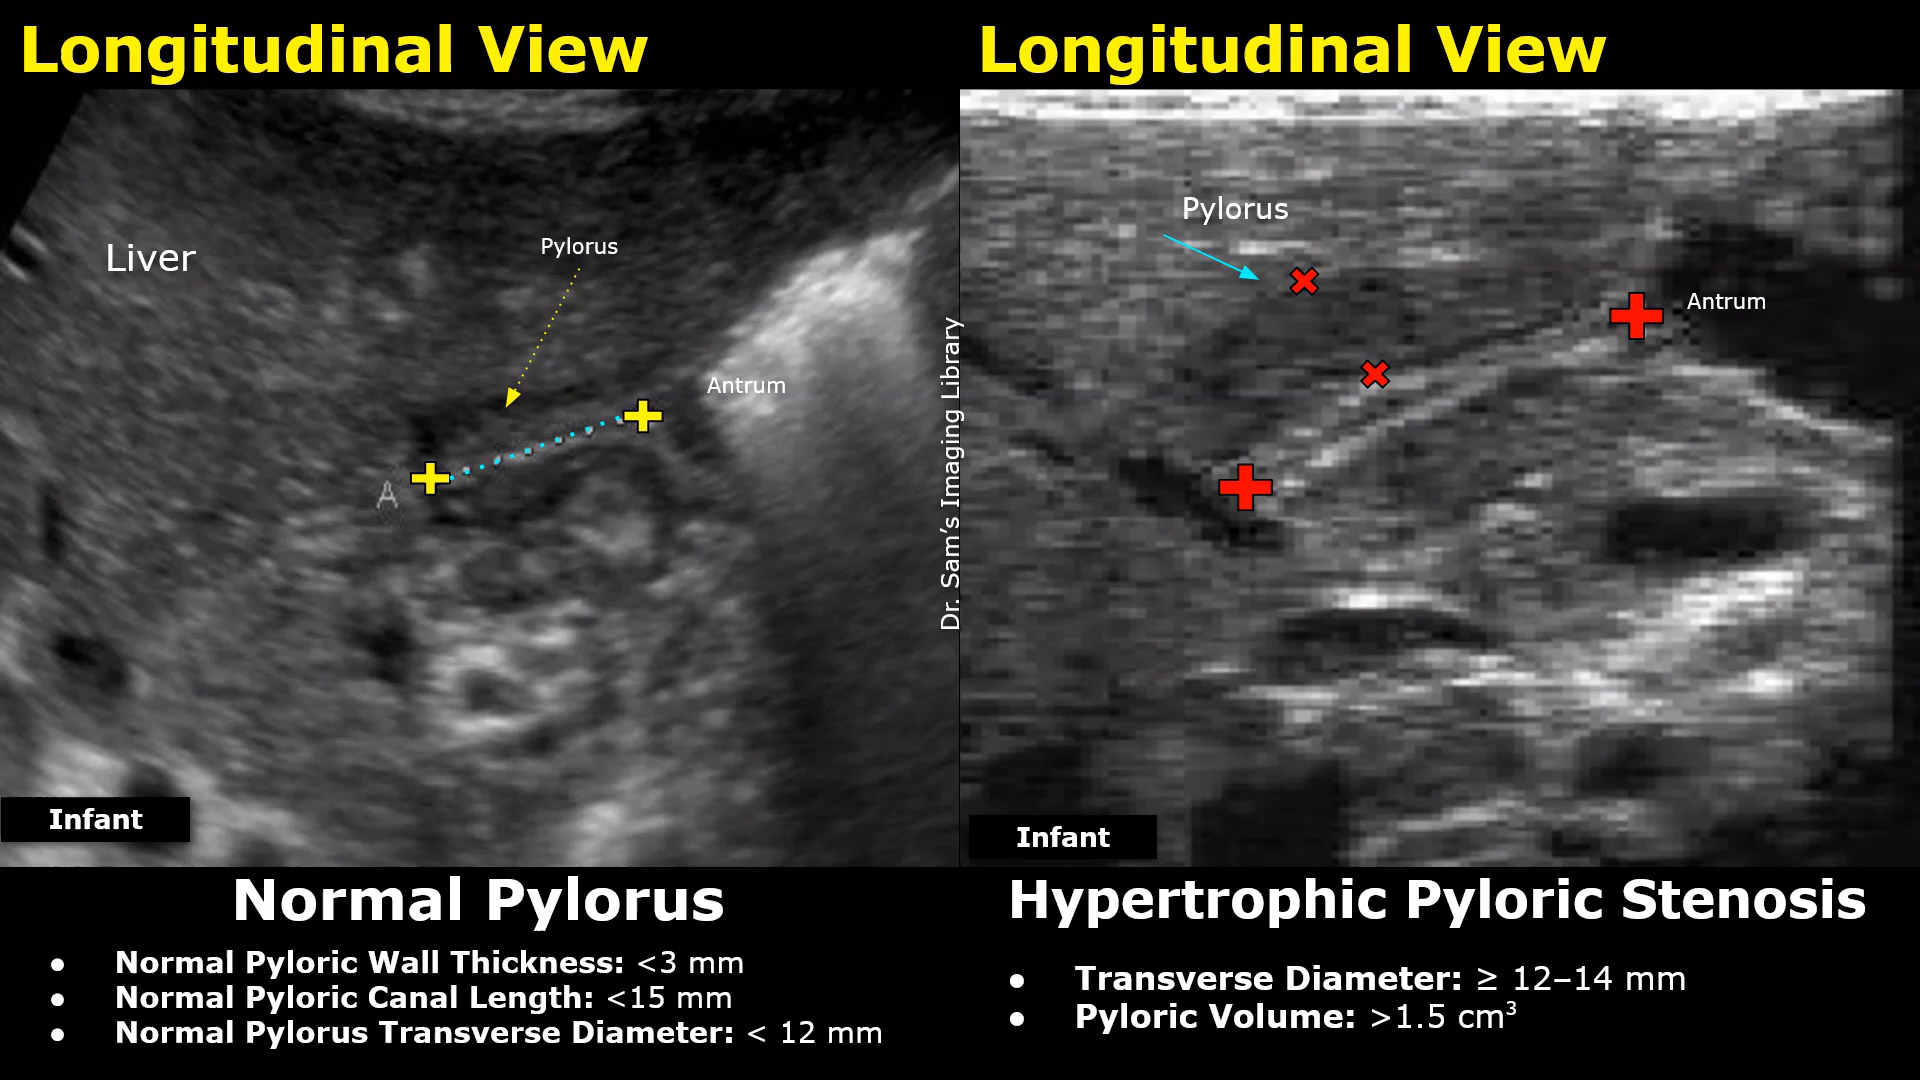 Longitudinal View
Liver
Pylorus
Antrum
A
Infant
Normal Pylorus
● Normal Pyloric Wall Thickness: <3 mm
● Normal Pyloric Canal Length: <15 mm
● Normal Pylorus Transverse Diameter: < 12 mm
Dr. Sam’s Imaging Library
Longitudinal View
Pylorus
Antrum
Infant
Hypertrophic Pyloric Stenosis
● Transverse Diameter: ≥ 12–14 mm
● Pyloric Volume: >1.5 cm³